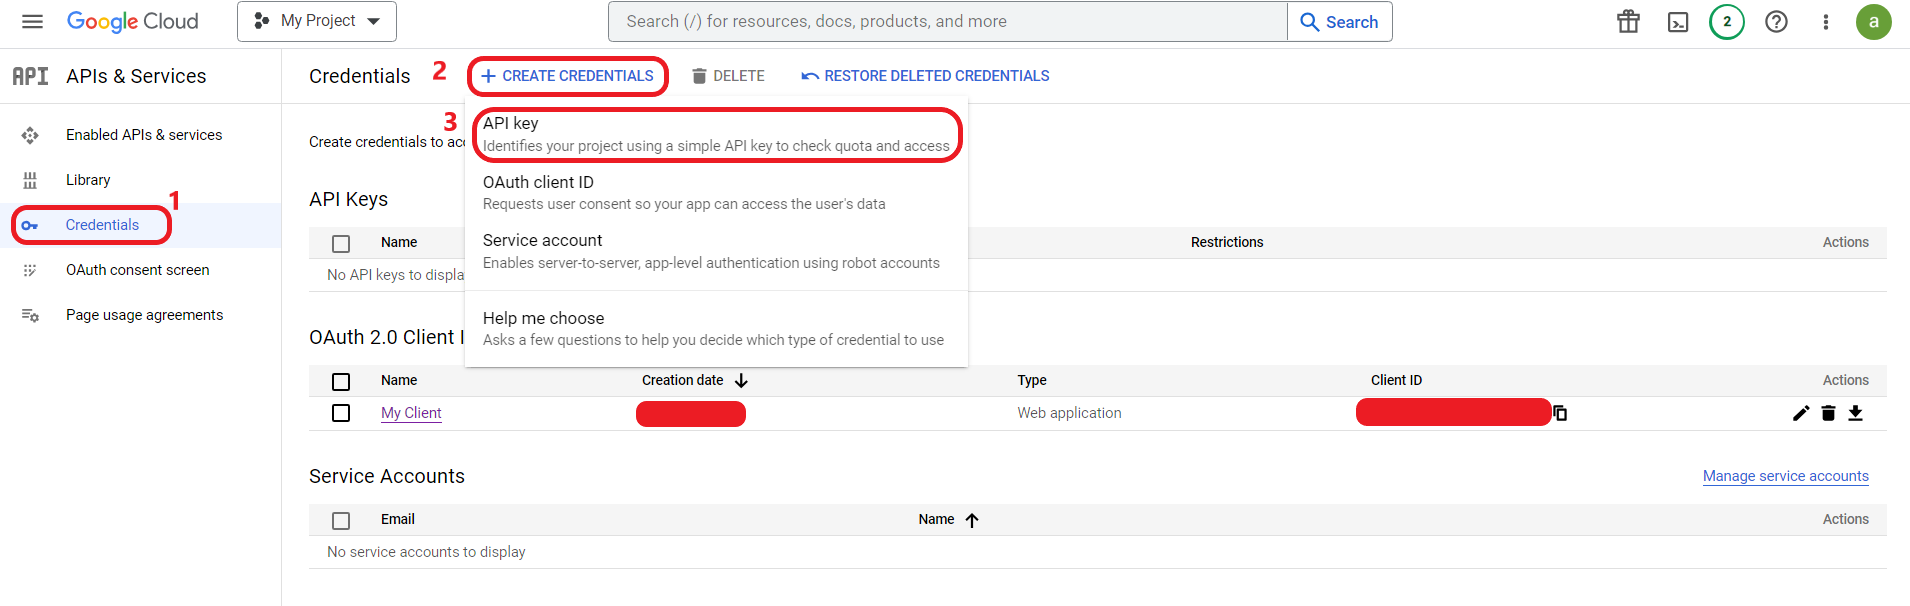 Google Cloud
My Project
Search (/) for resources, docs, products, and more
Search
2
a
API
APIs & Services
Credentials
2
CREATE CREDENTIALS
DELETE
RESTORE DELETED CREDENTIALS
Enabled APIs & services
Library
1
Credentials
OAuth consent screen
Page usage agreements
Create credentials to acc
3
API key
Identifies your project using a simple API key to check quota and access
OAuth client ID
Requests user consent so your app can access the user's data
Service account
Enables server-to-server, app-level authentication using robot accounts
Help me choose
Asks a few questions to help you decide which type of credential to use
API Keys
Name
Restrictions
Actions
No API keys to displa
OAuth 2.0 Client I
Name
Creation date
Type
Client ID
Actions
My Client
Web application
Service Accounts
Manage service accounts
Email
Name
Actions
No service accounts to display